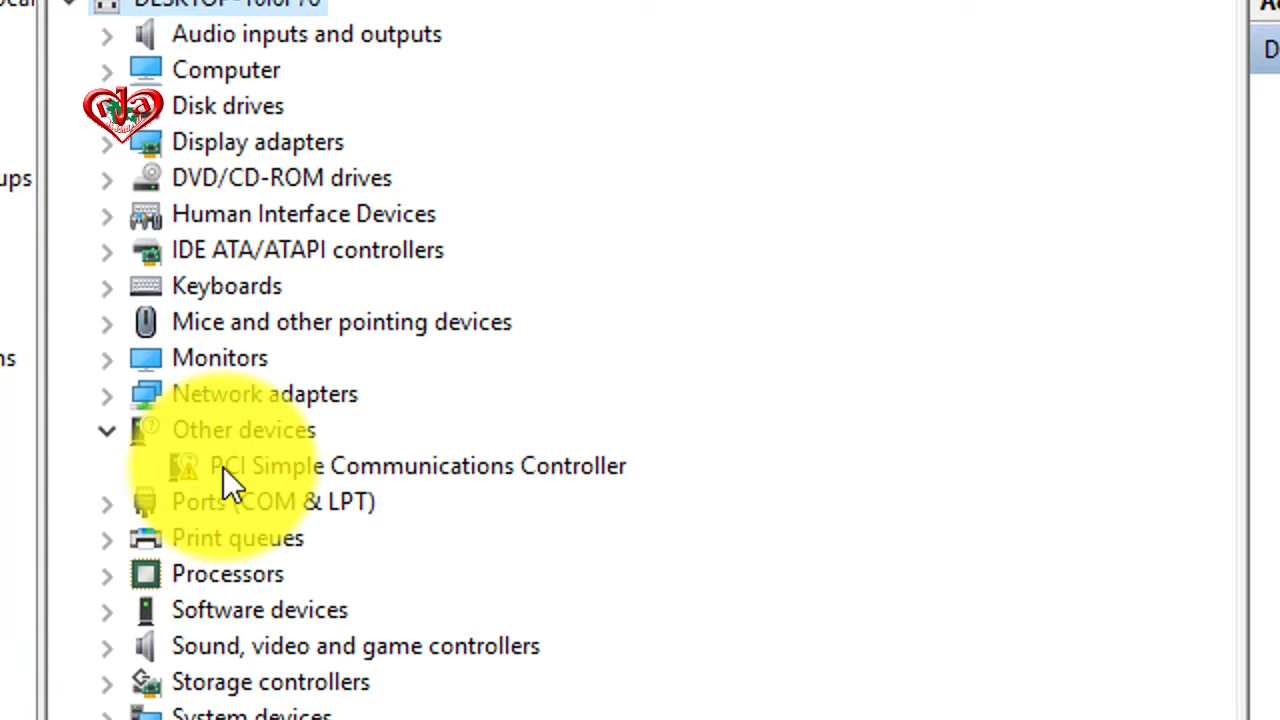 Audio inputs and outputs
Computer
Disk drives
Display adapters
DVD/CD-ROM drives
ups
Human Interface Devices
IDE ATA/ATAPI controllers
Keyboards
Mice and other pointing devices
Monitors
Network adapters
Other devices
PCI Simple Communications Controller
Ports (COM & LPT)
Print queues
Processors
Software devices
Sound, video and game controllers
Storage controllers
System devices